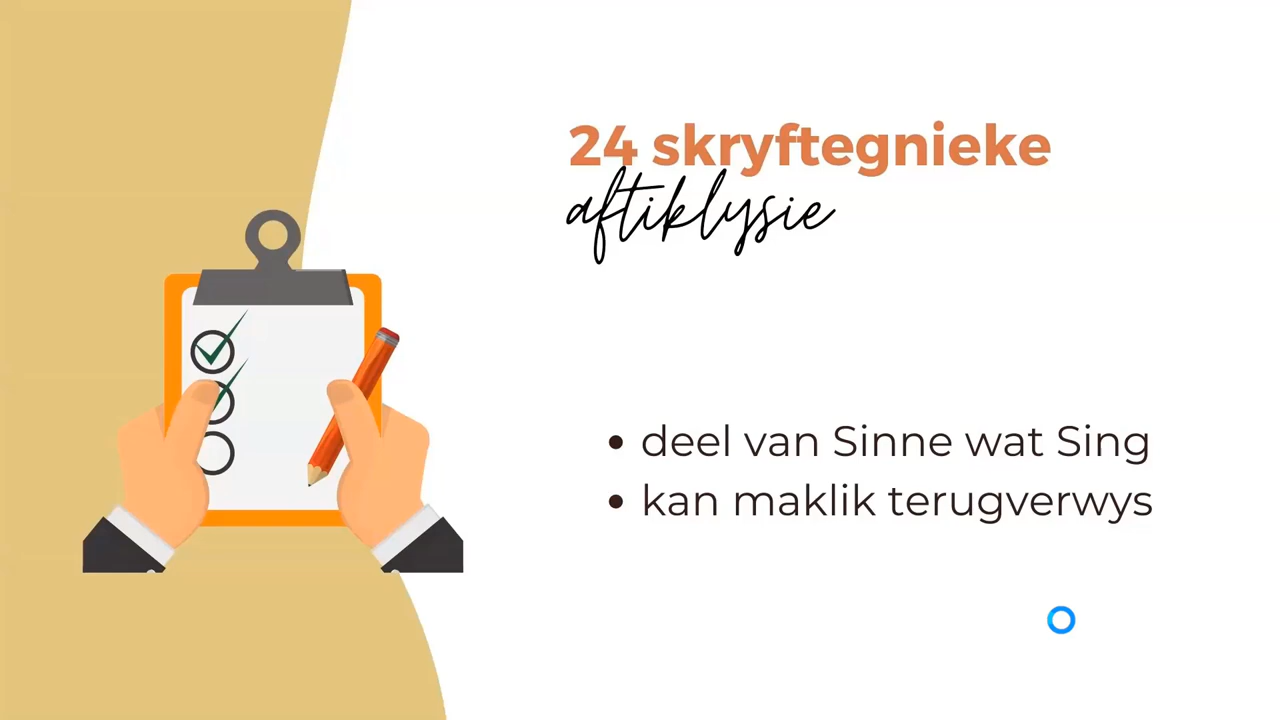 24 skryftegnieke
aftiklysie
deel van Sinne wat Sing
kan maklik terugverwys